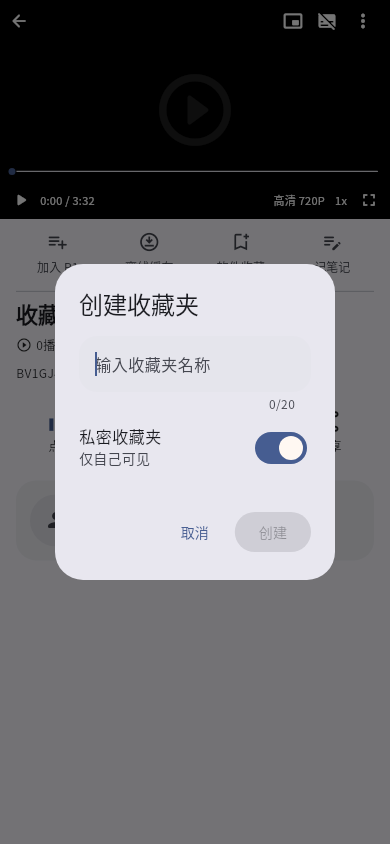 0:00 / 3:32
高清 720P
1x
加入
记笔记
收藏
创建收藏夹
0播
输入收藏夹名称
BV1GJ
0/20
私密收藏夹
仅自己可见
享
取消
创建